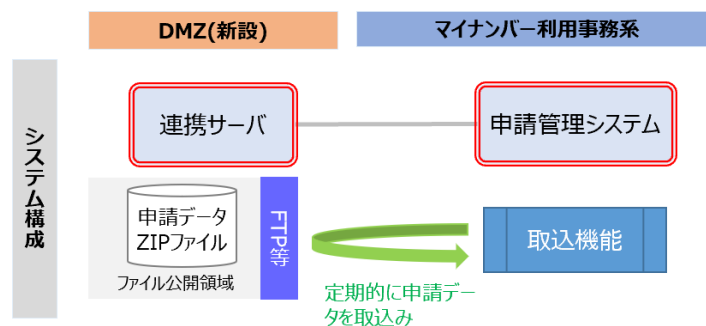 DMZ(新設)
マイナンバー利用事務系
システム構成
連携サーバ
申請管理システム
申請データ
ZIPファイル
FTP等
ファイル公開領域
取込機能
定期的に申請デー
タを取込み